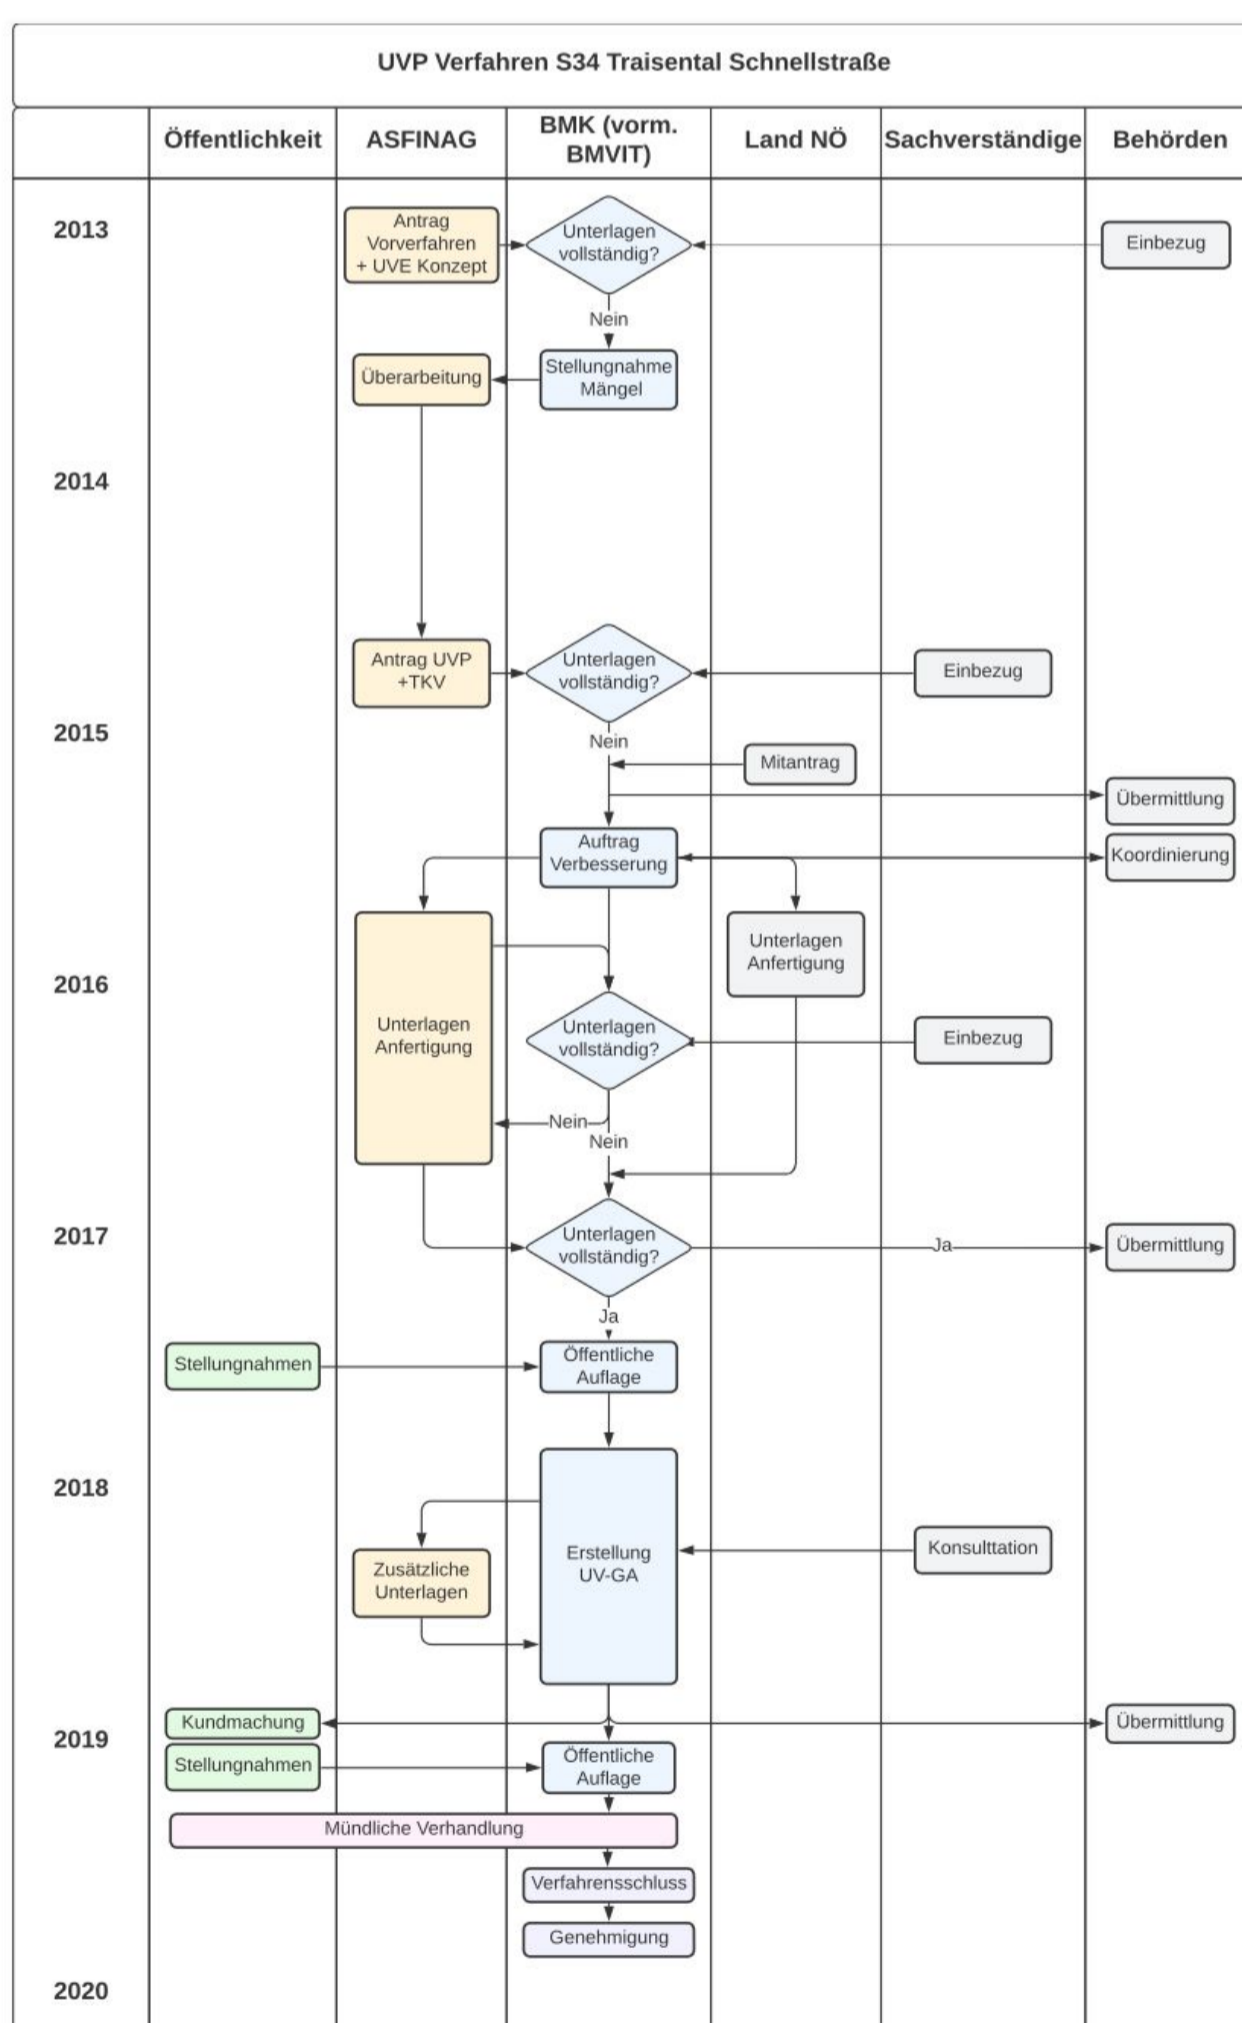 UVP Verfahren S34 Traisental Schnellstraße
Öffentlichkeit
ASFINAG
BMK (vorm.
BMVIT)
Land NÖ
Sachverständige
Behörden
2013
Antrag
Vorverfahren
+ UVE Konzept
Unterlagen
vollständig?
Einbezug
Nein
Überarbeitung
Stellungnahme
Mängel
2014
Antrag UVP
+TKV
Unterlagen
vollständig?
Einbezug
2015
Nein
Mitantrag
Übermittlung
Auftrag
Verbesserung
Koordinierung
Unterlagen
Anfertigung
2016
Unterlagen
Anfertigung
Unterlagen
vollständig?
Einbezug
Nein
Nein
2017
Unterlagen
vollständig?
Ja
Übermittlung
Ja
Stellungnahmen
Öffentliche
Auflage
2018
Erstellung
UV-GA
Konsulttation
Zusätzliche
Unterlagen
Kundmachung
Übermittlung
2019
Stellungnahmen
Öffentliche
Auflage
Mündliche Verhandlung
Verfahrensschluss
Genehmigung
2020